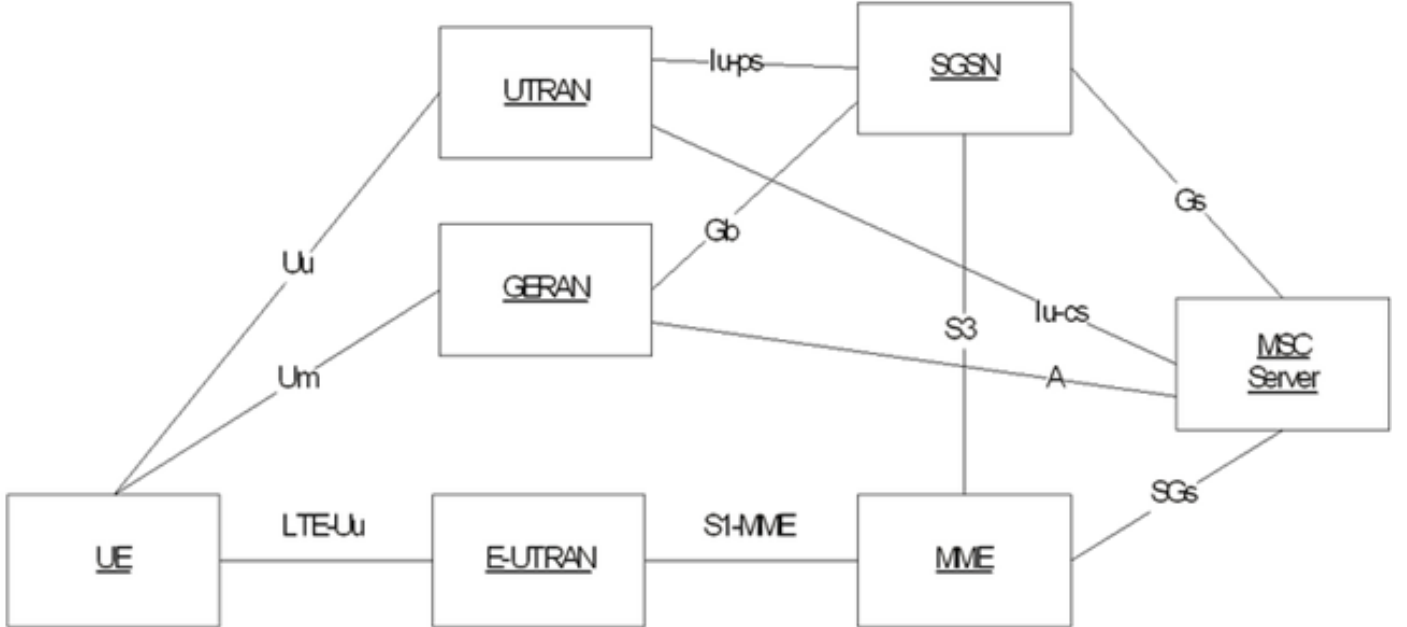 SGSN
Iu-ps
UTRAN
Gs
Gb
Uu
GERAN
Iu-cs
S3
MSC
Server
Um
A
SGs
LTE-Uu
S1-MME
UE
E-UTRAN
MME